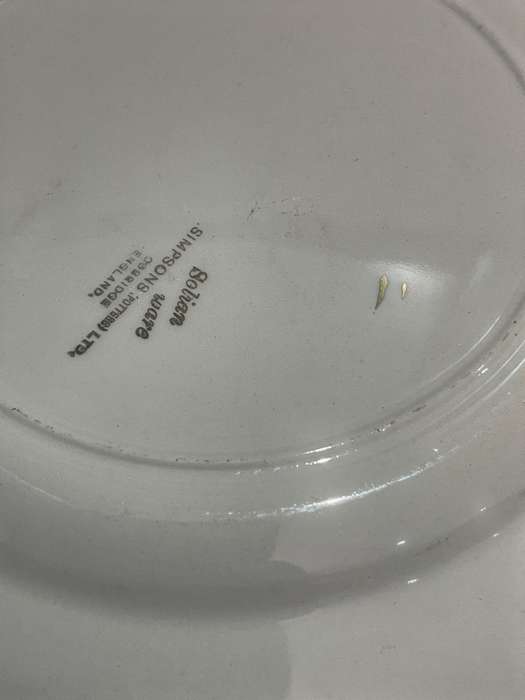 Solian
ware
SIMPSONS (POTTERS) LTD.
COBRIDGE
ENGLAND.